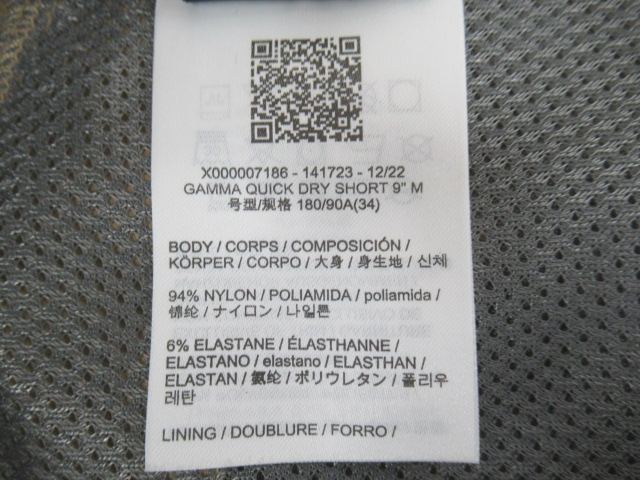 X000007186 - 141723 - 12/22
GAMMA QUICK DRY SHORT 9" M
号型/规格 180/90A(34)
BODY / CORPS / COMPOSICIÓN /
KÖRPER / CORPO / 大身 / 身生地 / 신체
94% NYLON / POLIAMIDA / poliamida /
锦纶 / ナイロン / 나일론
6% ELASTANE / ÉLASTHANNE /
ELASTANO / elastano / ELASTHAN /
ELASTAN / 氨纶 / ポリウレタン / 폴리우
레탄
LINING / DOUBLURE / FORRO /